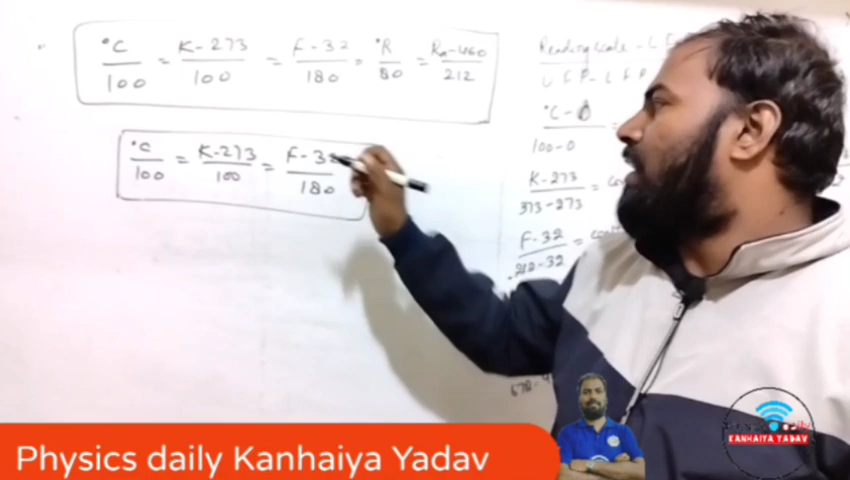 °C/100 = K-273/100 = F-32/180 = °R/80 = Ra-460/212
°C/100 = K-273/100 = F-32/180
Reading scale - L F
U F P - L F P
°C-0/100-0 =
K-273/373-273 =
F-32/212-32 =
Physics daily Kanhaiya Yadav
KANHAIYA YADAV